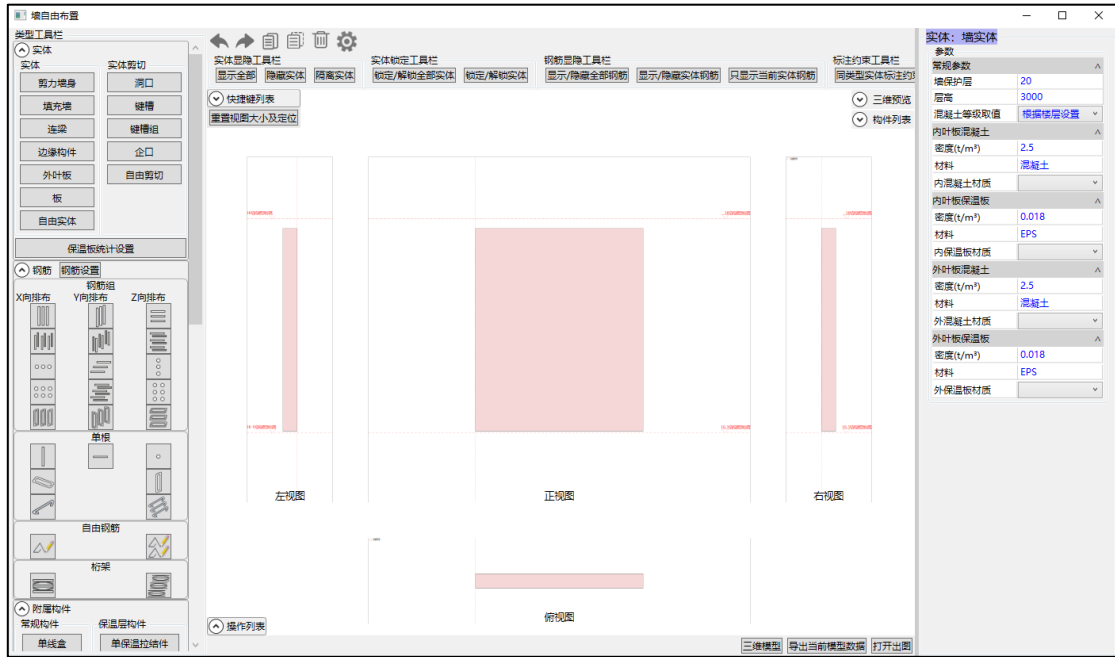 墙自由布置
类型工具栏
实体
实体
实体剪切
剪力墙身
洞口
填充墙
键槽
连梁
键槽组
边缘构件
企口
外叶板
自由剪切
板
自由实体
保温板统计设置
钢筋
钢筋设置
钢筋组
X向排布
Y向排布
Z向排布
单根
自由钢筋
桁架
附属构件
常规构件
保温层构件
单线盒
单保温拉结件
实体显隐工具栏
显示全部
隐藏实体
隔离实体
实体锁定工具栏
锁定/解锁全部实体
锁定/解锁实体
钢筋显隐工具栏
显示/隐藏全部钢筋
显示/隐藏实体钢筋
只显示当前实体钢筋
标注约束工具栏
同类型实体标注约
快捷键列表
重置视图大小及定位
三维预览
构件列表
左视图
正视图
右视图
俯视图
操作列表
三维模型
导出当前模型数据
打开出图
实体：墙实体
参数
常规参数
墙保护层 20
层高 3000
混凝土等级取值 根据楼层设置
内叶板混凝土
密度(t/m³) 2.5
材料 混凝土
内混凝土材质
内叶板保温板
密度(t/m³) 0.018
材料 EPS
内保温板材质
外叶板混凝土
密度(t/m³) 2.5
材料 混凝土
外混凝土材质
外叶板保温板
密度(t/m³) 0.018
材料 EPS
外保温板材质